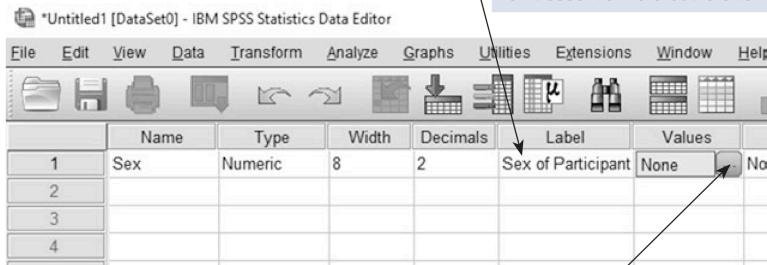 *Untitled1 [DataSet0] - IBM SPSS Statistics Data Editor
File Edit View Data Transform Analyze Graphs Utilities Extensions Window Help
Name Type Width Decimals Label Values
1 Sex Numeric 8 2 Sex of Participant None ...
2
3
4